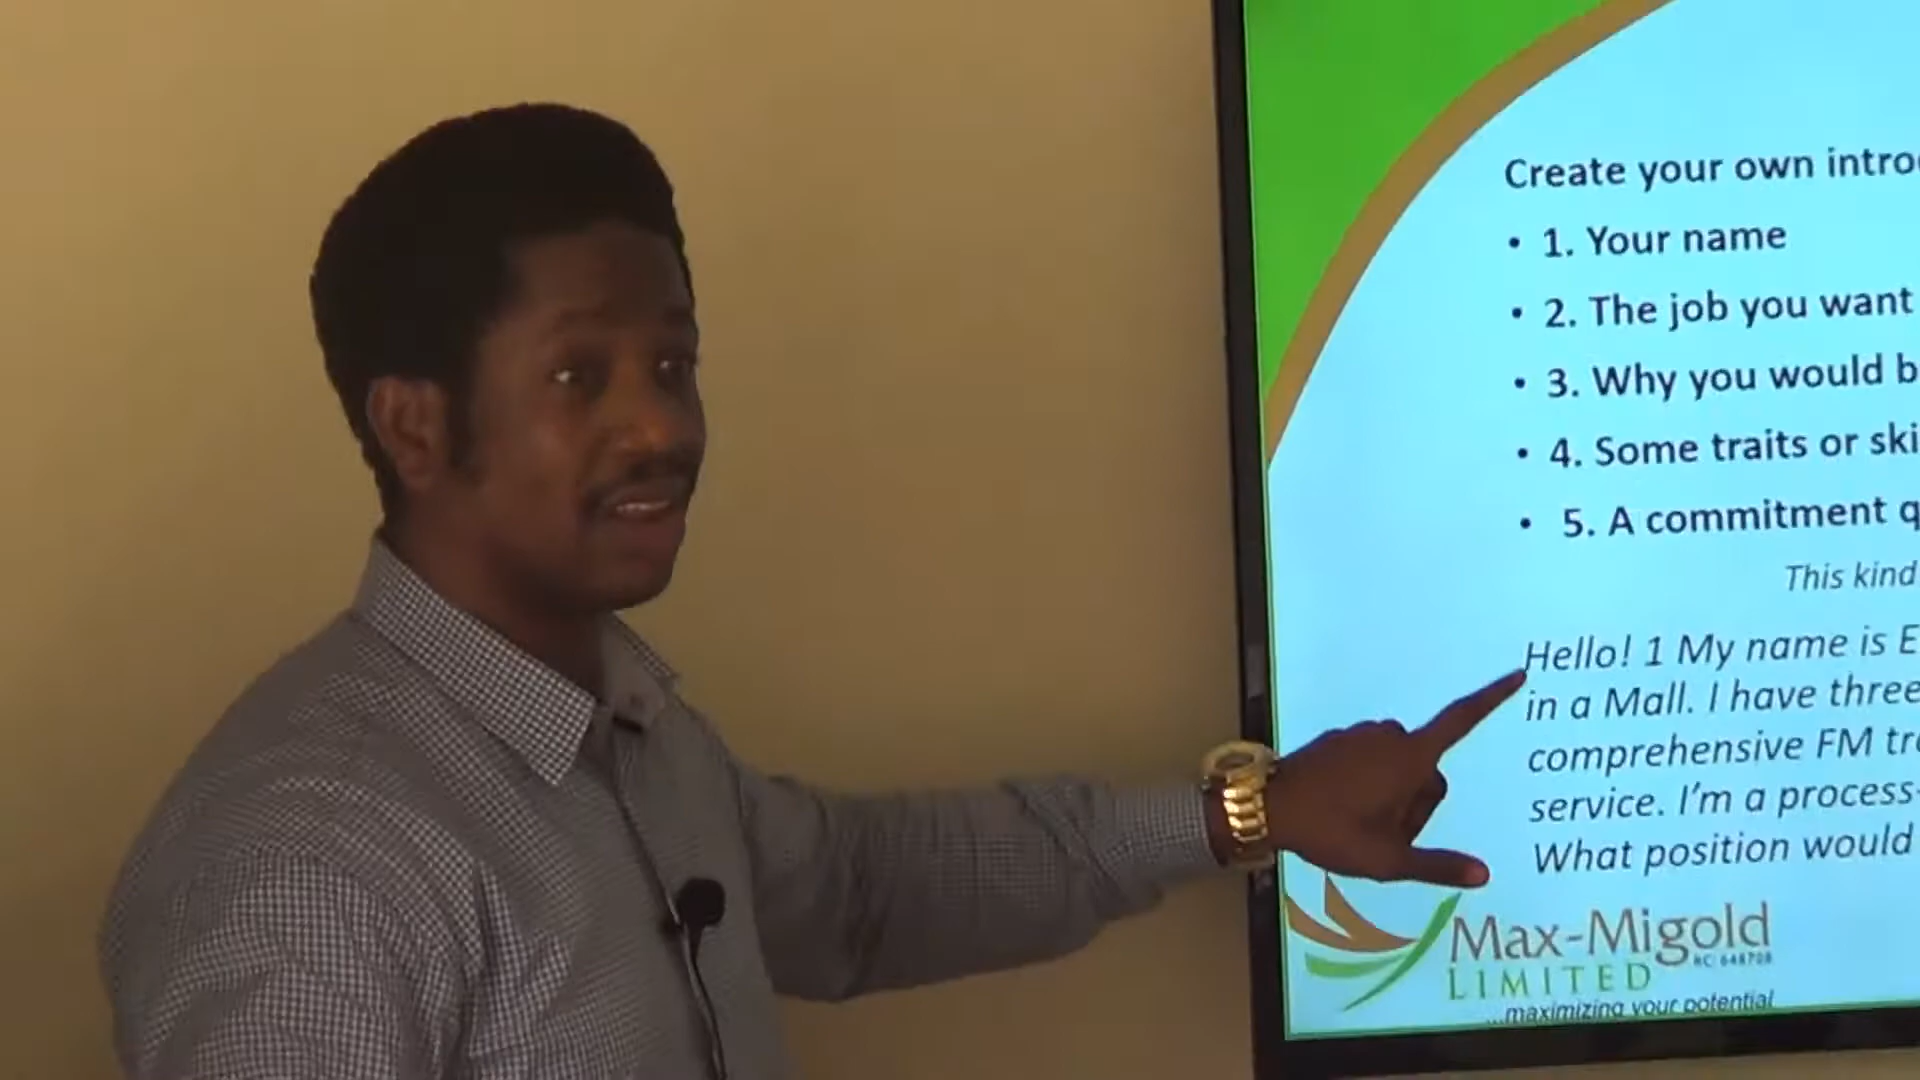 Create your own intro
• 1. Your name
• 2. The job you want
• 3. Why you would b
• 4. Some traits or ski
• 5. A commitment q
This kind
Hello! 1 My name is E
in a Mall. I have three
comprehensive FM tr
service. I'm a process-
What position would
Max-Migold
RC 648708
LIMITED
...maximizing your potential